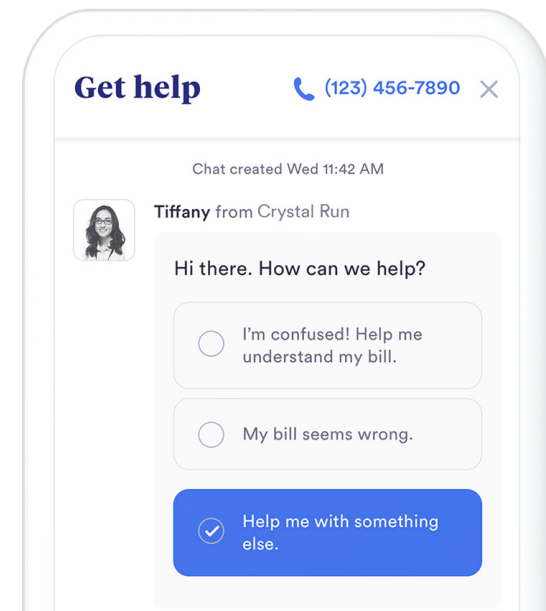 Get help
(123) 456-7890
Chat created Wed 11:42 AM
Tiffany from Crystal Run
Hi there. How can we help?
I'm confused! Help me
understand my bill.
My bill seems wrong.
Help me with something
else.